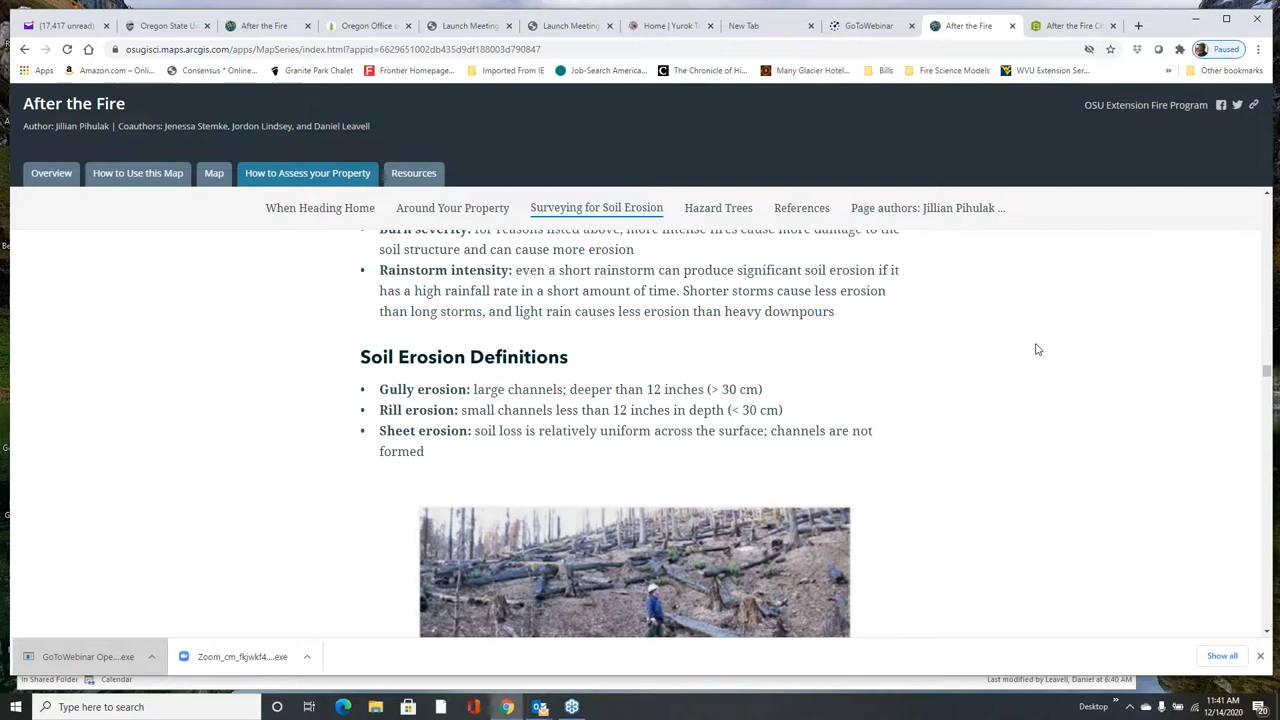 (17,417 unread)
Oregon State U
After the Fire
Oregon Office o
Launch Meeting
Launch Meeting
Home | Yurok T
New Tab
GoToWebinar
After the Fire
After the Fire C
osugisci.maps.arcgis.com/apps/MapSeries/index.html?appid=6629651002db435d9df188003d790847
Paused
Apps
Amazon.com – Onli...
Consensus * Online...
Granite Park Chalet
Frontier Homepage...
Imported From IE
Job-Search America...
The Chronicle of Hi...
Many Glacier Hotel...
Bills
Fire Science Models
WVU Extension Ser...
»
Other bookmarks
After the Fire
OSU Extension Fire Program
Author: Jillian Pihulak | Coauthors: Jenessa Stemke, Jordon Lindsey, and Daniel Leavell
Overview
How to Use this Map
Map
How to Assess your Property
Resources
When Heading Home
Around Your Property
Surveying for Soil Erosion
Hazard Trees
References
Page authors: Jillian Pihulak ...
• Burn severity: for reasons listed above, more intense fires cause more damage to the
soil structure and can cause more erosion
• Rainstorm intensity: even a short rainstorm can produce significant soil erosion if it
has a high rainfall rate in a short amount of time. Shorter storms cause less erosion
than long storms, and light rain causes less erosion than heavy downpours
Soil Erosion Definitions
• Gully erosion: large channels; deeper than 12 inches (> 30 cm)
• Rill erosion: small channels less than 12 inches in depth (< 30 cm)
• Sheet erosion: soil loss is relatively uniform across the surface; channels are not
formed
GoToWebinar Ope....exe
Zoom_cm_fkjwkf4....exe
Show all
In Shared Folder
Calendar
Last modified by Leavell, Daniel at 6:40 AM
Type here to search
Desktop
»
11:41 AM
12/14/2020
20